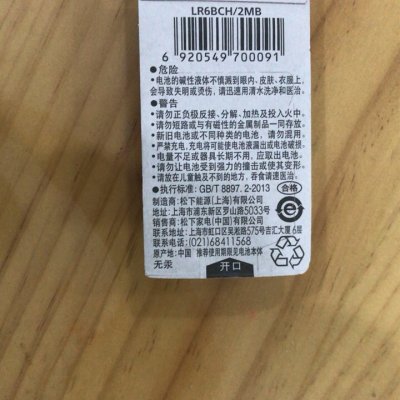 LR6BCH/2MB
6 920549 700091
●危险
•电池的碱性液体不慎溅到眼内、皮肤、衣服上,
会导致失明或烫伤,请迅速用清水洗净和医治。
●警告
•请勿正负极反接、分解、加热及投入火中。
•请勿短路或与有磁性的金属制品一同存放。
•新旧电池或不同种类的电池,请勿混用。
•严禁充电,充电将可能使电池液漏出或电池破损。
•电量不足或器具长期不用,应取出电池。
•请勿让电池受到强力的撞击或使其变形。
•请放在儿童触及不到的地方,吞食请速医治。
●执行标准: GB/T 8897. 2-2013 合格
制造商: 松下能源(上海)有限公司
地址: 上海市浦东新区罗山路5033号
销售商: 松下家电(中国)有限公司
地址: 上海市虹口区吴淞路575号吉汇大厦 6层
联系电话: (021)68411568
原产地: 中国 推荐使用期限见电池本体
无汞
开口